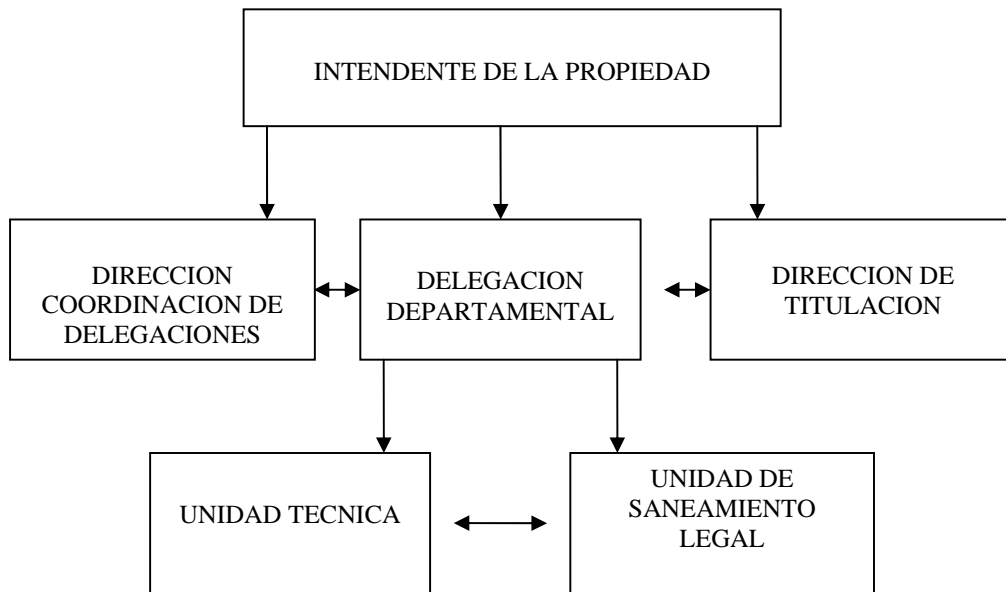 INTENDENTE DE LA PROPIEDAD
DIRECCION
COORDINACION DE
DELEGACIONES
DELEGACION
DEPARTAMENTAL
DIRECCION DE
TITULACION
UNIDAD TECNICA
UNIDAD DE
SANEAMIENTO
LEGAL